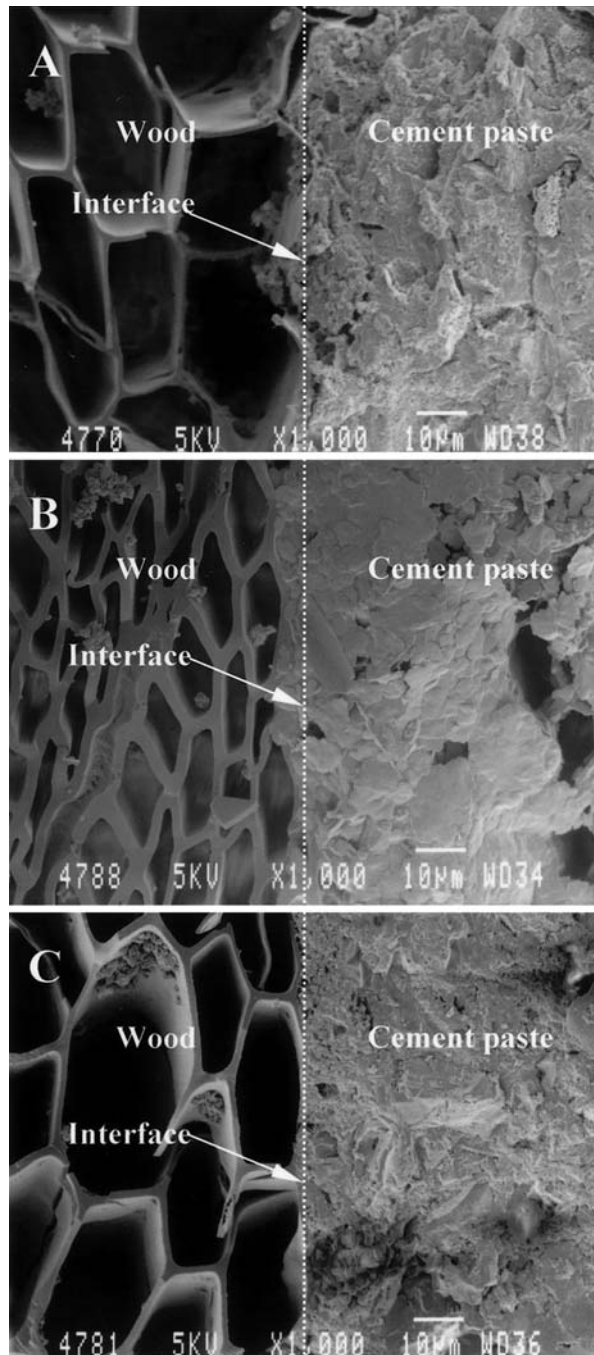 A
Wood Cement paste
Interface
4770 5KV X1,000 10µm WD38
B
Wood Cement paste
Interface
4788 5KV X1,000 10µm WD34
C
Wood Cement paste
Interface
4781 5KV X1,000 10µm WD36